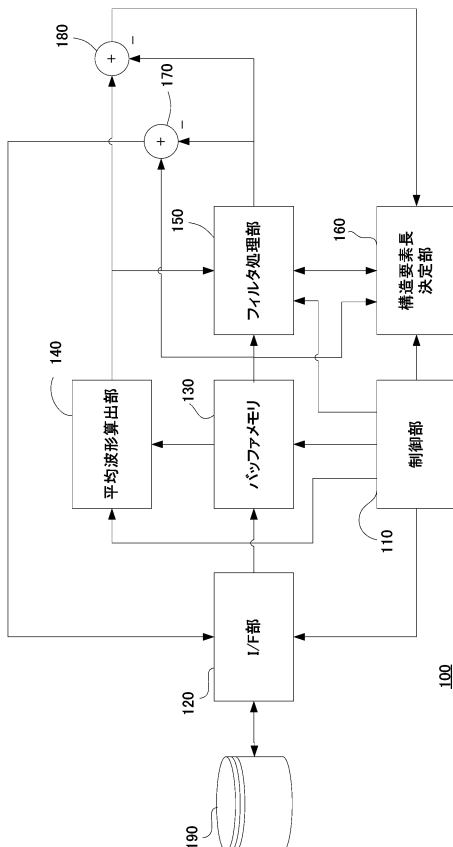 180
170
150
フィルタ処理部
160
構造要素長
決定部
140
平均波形算出部
130
バッファメモリ
制御部
110
I/F部
120
190
100
+
−
+
−